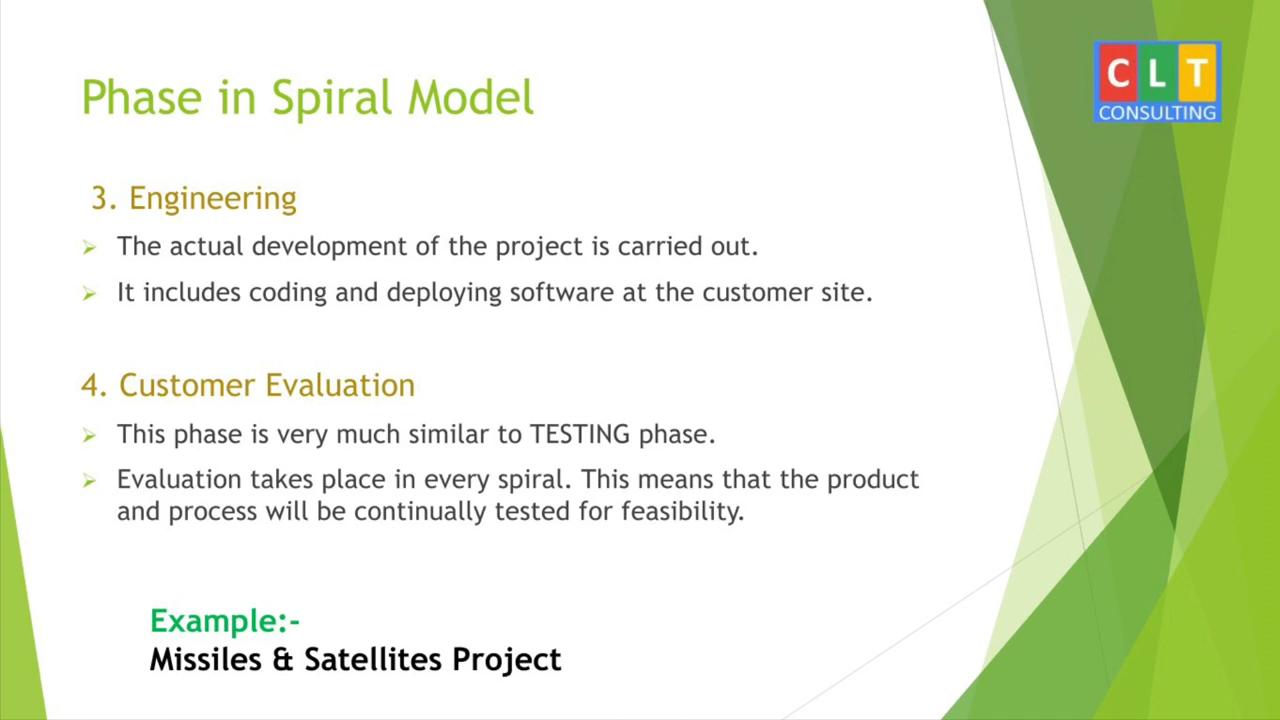 Phase in Spiral Model
C L T
CONSULTING
3. Engineering
The actual development of the project is carried out.
It includes coding and deploying software at the customer site.
4. Customer Evaluation
This phase is very much similar to TESTING phase.
Evaluation takes place in every spiral. This means that the product
and process will be continually tested for feasibility.
Example:-
Missiles & Satellites Project